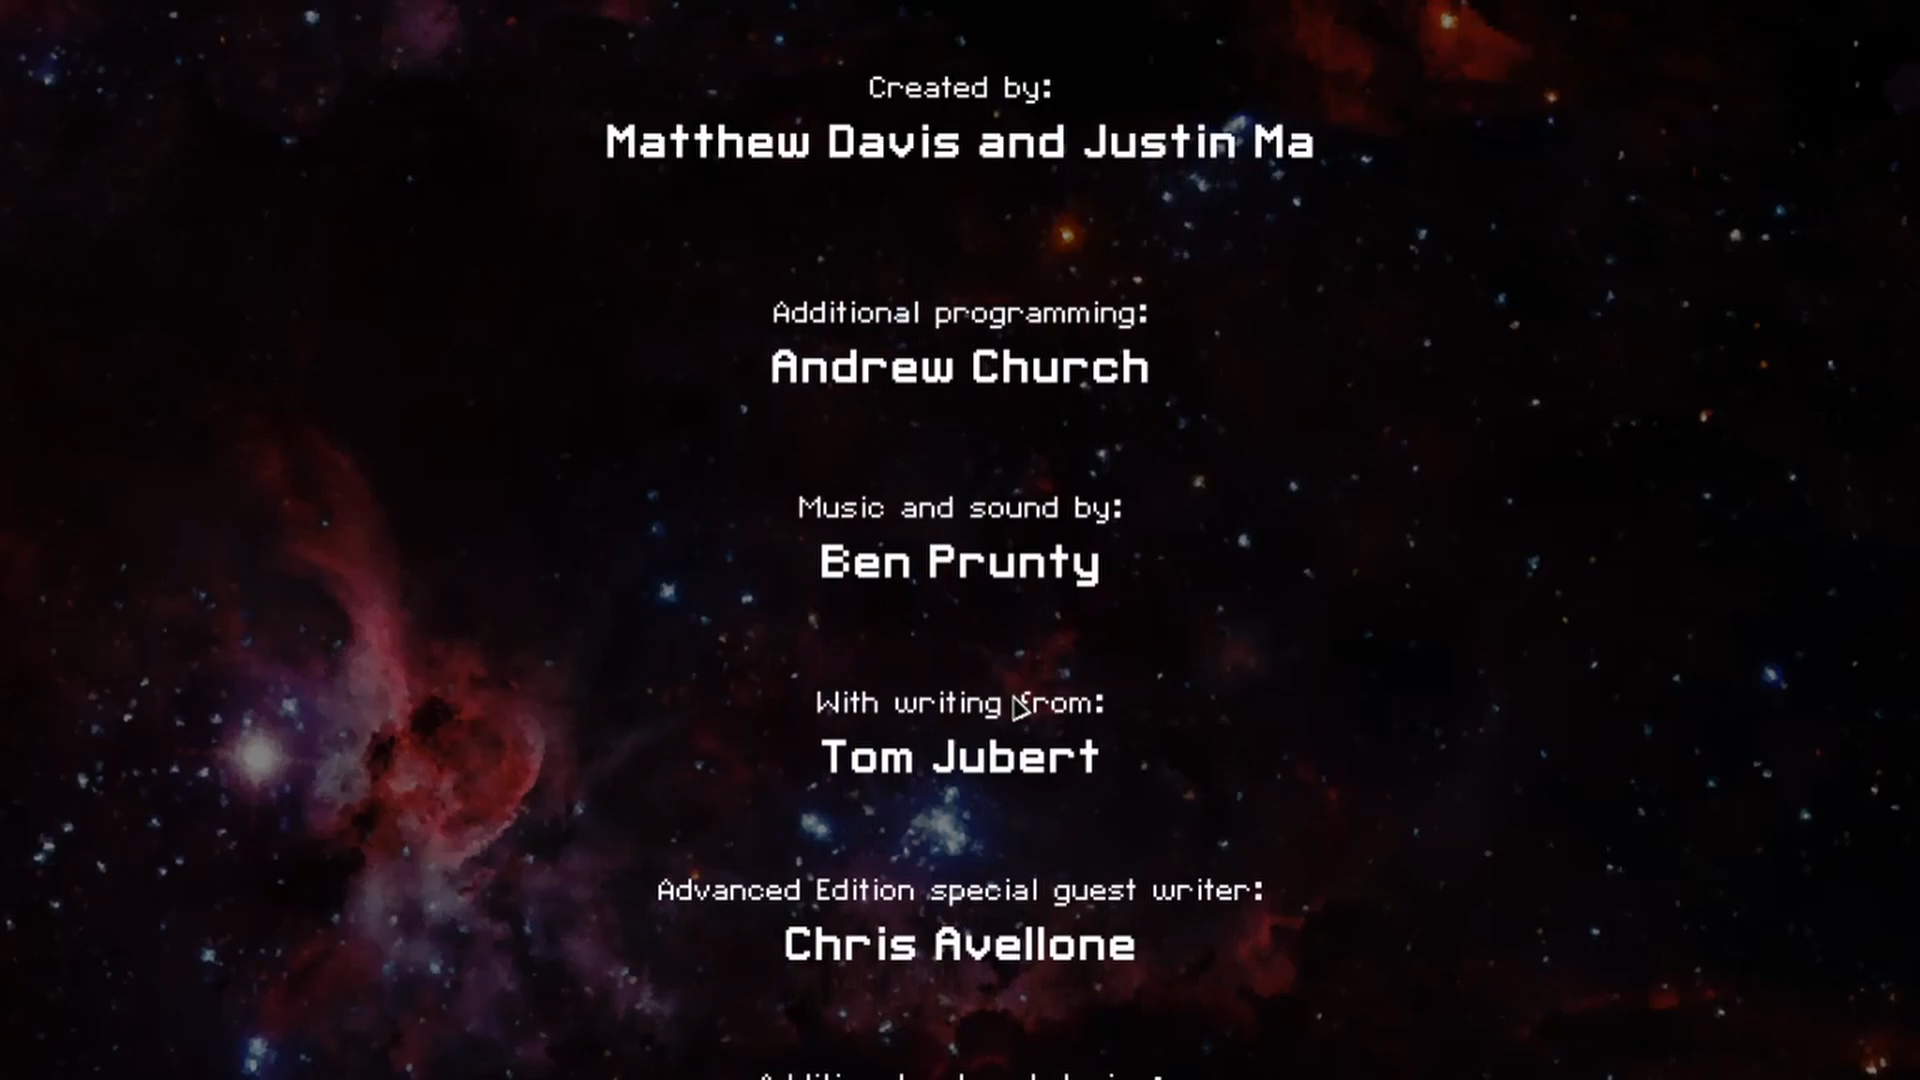 Created by:
Matthew Davis and Justin Ma
Additional programming:
Andrew Church
Music and sound by:
Ben Prunty
With writing from:
Tom Jubert
Advanced Edition special guest writer:
Chris Avellone